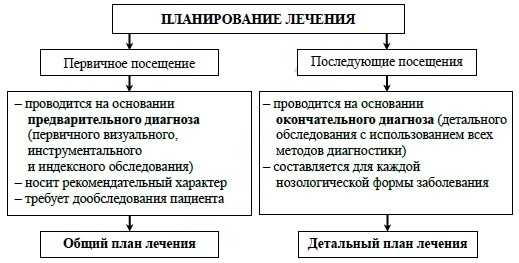 ПЛАНИРОВАНИЕ ЛЕЧЕНИЯ
Первичное посещение
– проводится на основании
предварительного диагноза
(первичного визуального,
инструментального
и индексного обследования)
– носит рекомендательный характер
– требует дообследования пациента
Общий план лечения
Последующие посещения
– проводится на основании
окончательного диагноза (детального
обследования с использованием всех
методов диагностики)
– составляется для каждой
нозологической формы заболевания
Детальный план лечения